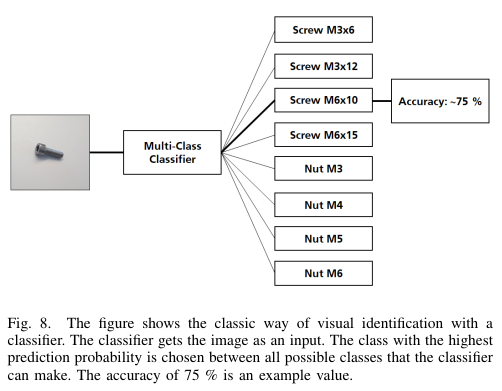 Screw M3x6
Screw M3x12
Screw M6x10
Accuracy: ~75 %
Screw M6x15
Multi-Class
Classifier
Nut M3
Nut M4
Nut M5
Nut M6
Fig. 8. The figure shows the classic way of visual identification with a
classifier. The classifier gets the image as an input. The class with the highest
prediction probability is chosen between all possible classes that the classifier
can make. The accuracy of 75 % is an example value.